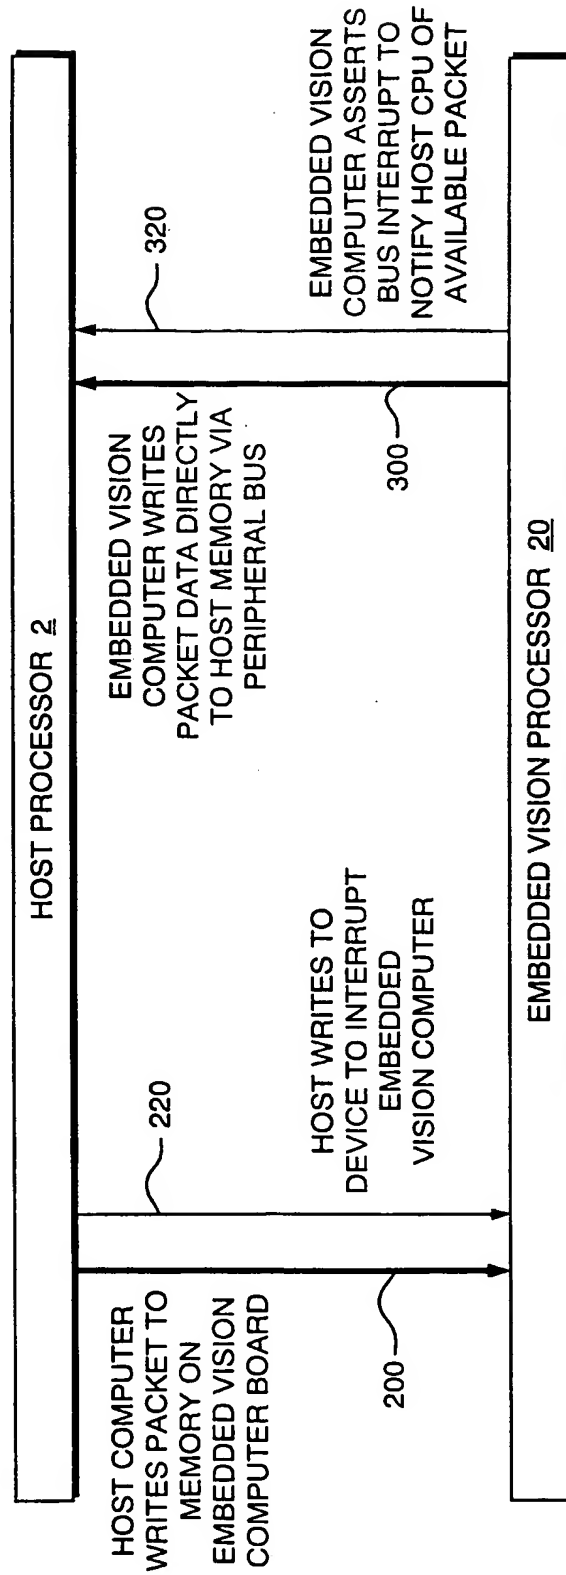 HOST PROCESSOR 2
HOST COMPUTER
WRITES PACKET TO
MEMORY ON
EMBEDDED VISION
COMPUTER BOARD
200
220
HOST WRITES TO
DEVICE TO INTERRUPT
EMBEDDED
VISION COMPUTER
EMBEDDED VISION
COMPUTER WRITES
PACKET DATA DIRECTLY
TO HOST MEMORY VIA
PERIPHERAL BUS
300
320
EMBEDDED VISION
COMPUTER ASSERTS
BUS INTERRUPT TO
NOTIFY HOST CPU OF
AVAILABLE PACKET
EMBEDDED VISION PROCESSOR 20